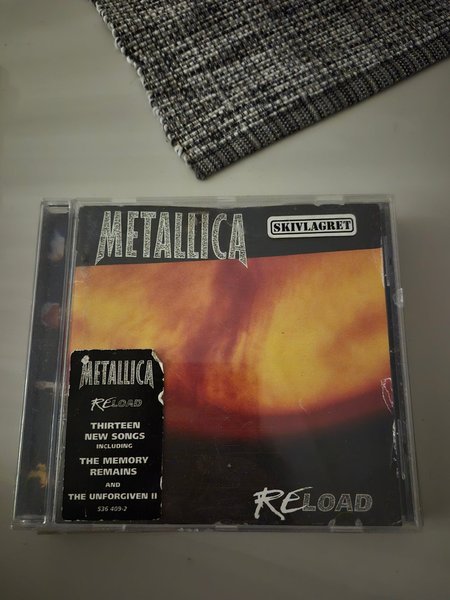 METALLICA
SKIVLAGRET
METALLICA
RELOAD
THIRTEEN
NEW SONGS
INCLUDING
THE MEMORY
REMAINS
AND
THE UNFORGIVEN II
536 409-2
RELOAD